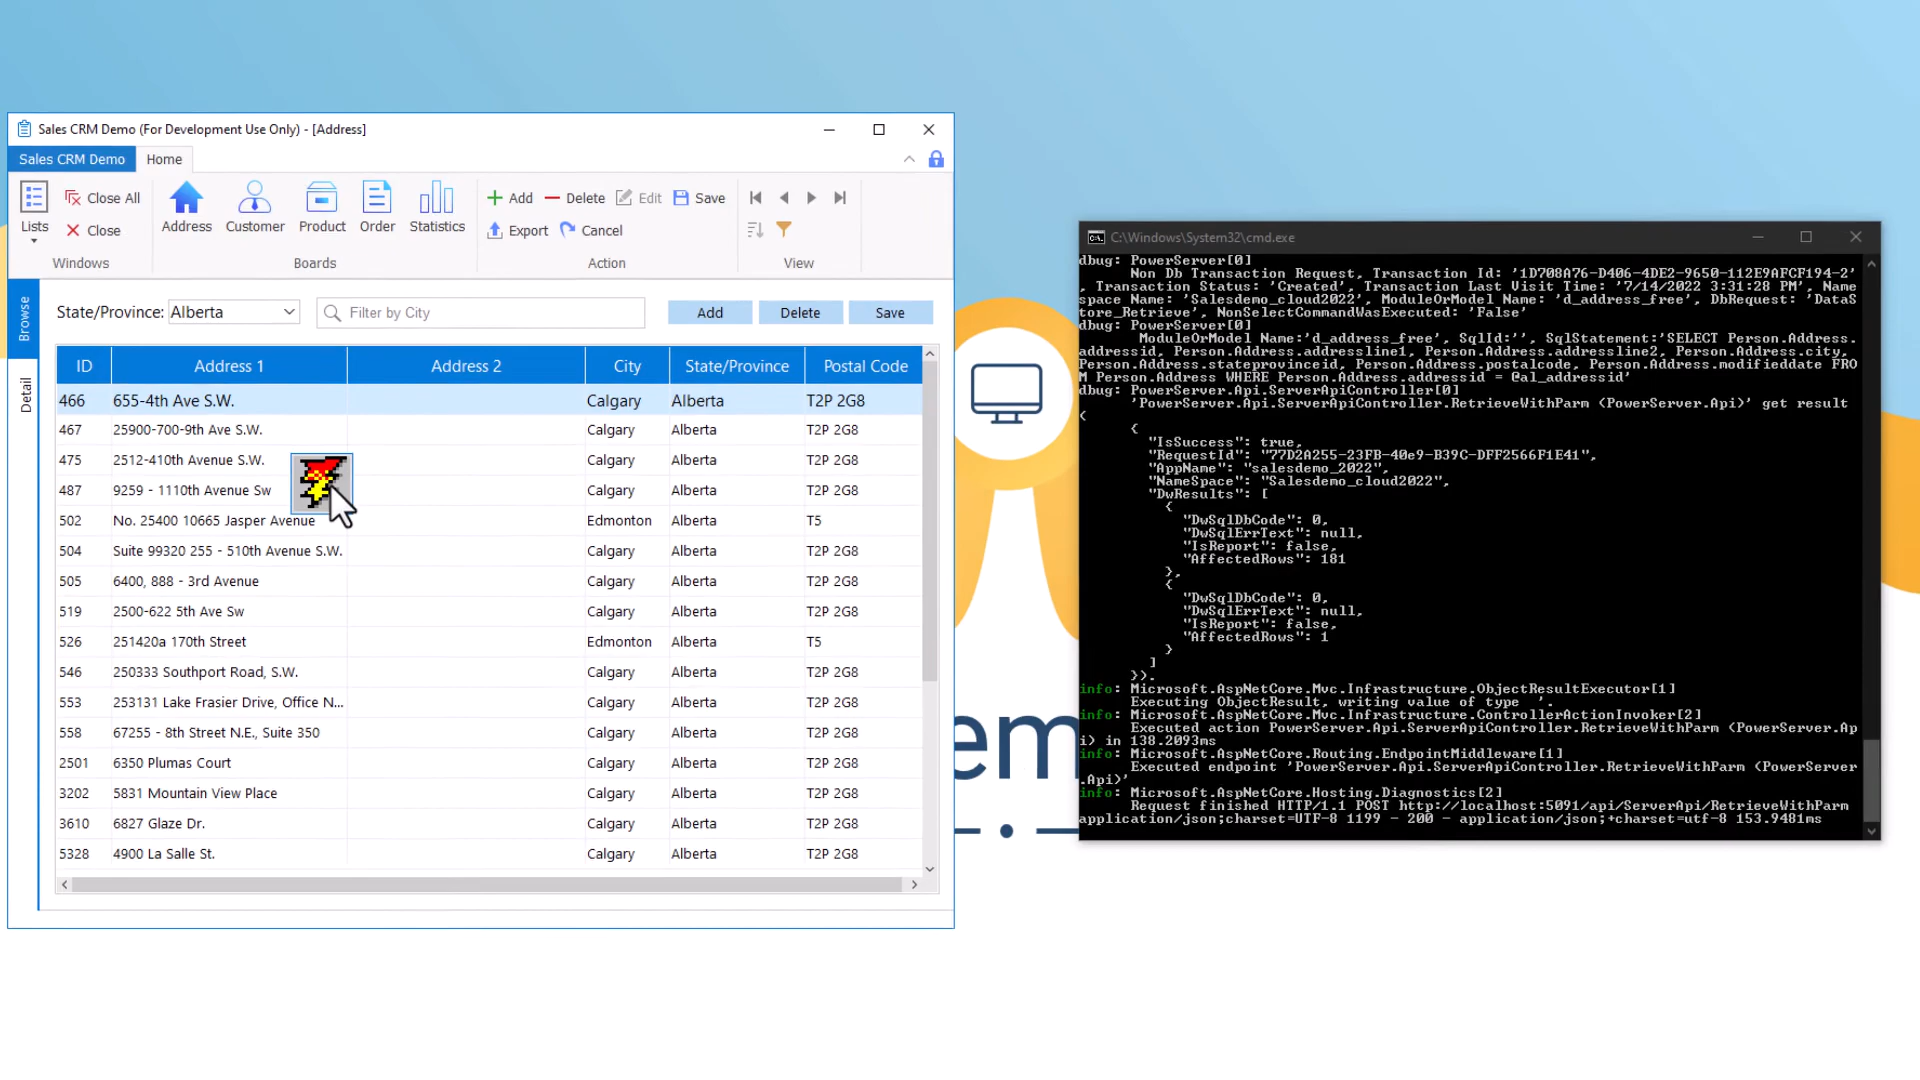 Sales CRM Demo (For Development Use Only) - [Address]
Sales CRM Demo Home
Lists
Close All
Close
Windows
Address Customer Product Order Statistics
Boards
Add Delete Edit Save
Export Cancel
Action
View
Browse
Detail
State/Province: Alberta Filter by City Add Delete Save
ID Address 1 Address 2 City State/Province Postal Code
466 655-4th Ave S.W. Calgary Alberta T2P 2G8
467 25900-700-9th Ave S.W. Calgary Alberta T2P 2G8
475 2512-410th Avenue S.W. Calgary Alberta T2P 2G8
487 9259 - 1110th Avenue Sw Calgary Alberta T2P 2G8
502 No. 25400 10665 Jasper Avenue Edmonton Alberta T5
504 Suite 99320 255 - 510th Avenue S.W. Calgary Alberta T2P 2G8
505 6400, 888 - 3rd Avenue Calgary Alberta T2P 2G8
519 2500-622 5th Ave Sw Calgary Alberta T2P 2G8
526 251420a 170th Street Edmonton Alberta T5
546 250333 Southport Road, S.W. Calgary Alberta T2P 2G8
553 253131 Lake Frasier Drive, Office N... Calgary Alberta T2P 2G8
558 67255 - 8th Street N.E., Suite 350 Calgary Alberta T2P 2G8
2501 6350 Plumas Court Calgary Alberta T2P 2G8
3202 5831 Mountain View Place Calgary Alberta T2P 2G8
3610 6827 Glaze Dr. Calgary Alberta T2P 2G8
5328 4900 La Salle St. Calgary Alberta T2P 2G8
em
C:\Windows\System32\cmd.exe
dbug: PowerServer[0]
Non Db Transaction Request, Transaction Id: '1D708A76-D406-4DE2-9650-112E9AFCF194-2'
, Transaction Status: 'Created', Transaction Last Visit Time: '7/14/2022 3:31:28 PM', Name
space Name: 'Salesdemo_cloud2022', ModuleOrModel Name: 'd_address_free', DbRequest: 'DataS
tore_Retrieve', NonSelectCommandWasExecuted: 'False'
dbug: PowerServer[0]
ModuleOrModel Name:'d_address_free', SqlId:'', SqlStatement:'SELECT Person.Address.
addressid, Person.Address.addressline1, Person.Address.addressline2, Person.Address.city,
Person.Address.stateprovinceid, Person.Address.postalcode, Person.Address.modifieddate FRO
M Person.Address WHERE Person.Address.addressid = @al_addressid'
dbug: PowerServer.Api.ServerApiController[0]
'PowerServer.Api.ServerApiController.RetrieveWithParm (PowerServer.Api)' get result
(
{
"IsSuccess": true,
"RequestId": "77D2A255-23FB-40e9-B39C-DFF2566F1E41",
"AppName": "salesdemo_2022",
"NameSpace": "Salesdemo_cloud2022",
"DwResults": [
{
"DwSqlDbCode": 0,
"DwSqlErrText": null,
"IsReport": false,
"AffectedRows": 181
},
{
"DwSqlDbCode": 0,
"DwSqlErrText": null,
"IsReport": false,
"AffectedRows": 1
}
]
}).
info: Microsoft.AspNetCore.Mvc.Infrastructure.ObjectResultExecutor[1]
Executing ObjectResult, writing value of type '.
info: Microsoft.AspNetCore.Mvc.Infrastructure.ControllerActionInvoker[2]
Executed action PowerServer.Api.ServerApiController.RetrieveWithParm (PowerServer.Ap
i) in 138.2093ms
info: Microsoft.AspNetCore.Routing.EndpointMiddleware[1]
Executed endpoint 'PowerServer.Api.ServerApiController.RetrieveWithParm (PowerServer
.Api)'
info: Microsoft.AspNetCore.Hosting.Diagnostics[2]
Request finished HTTP/1.1 POST http://localhost:5091/api/ServerApi/RetrieveWithParm
application/json;charset=UTF-8 1199 - 200 - application/json;+charset=utf-8 153.9481ms